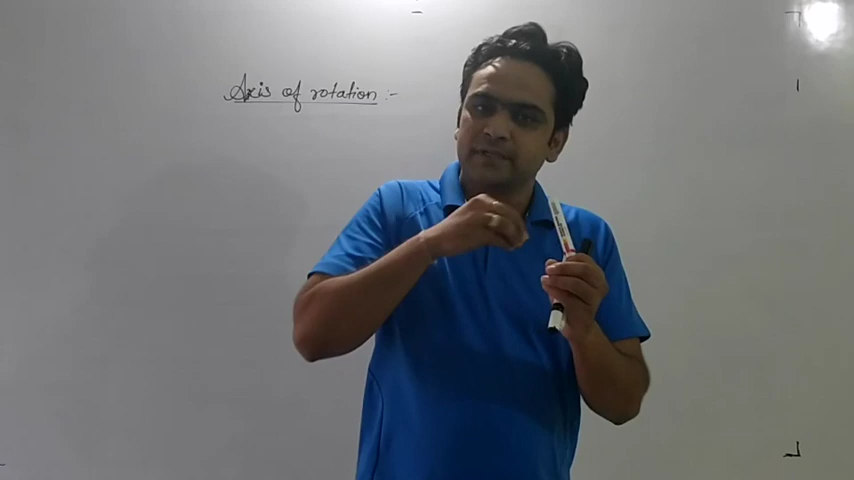 Axis of rotation :-